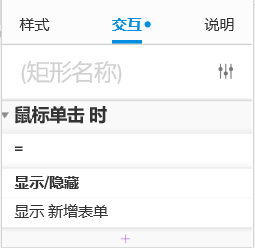 样式 交互 说明
(矩形名称)
鼠标单击 时
=
显示/隐藏
显示 新增表单
+